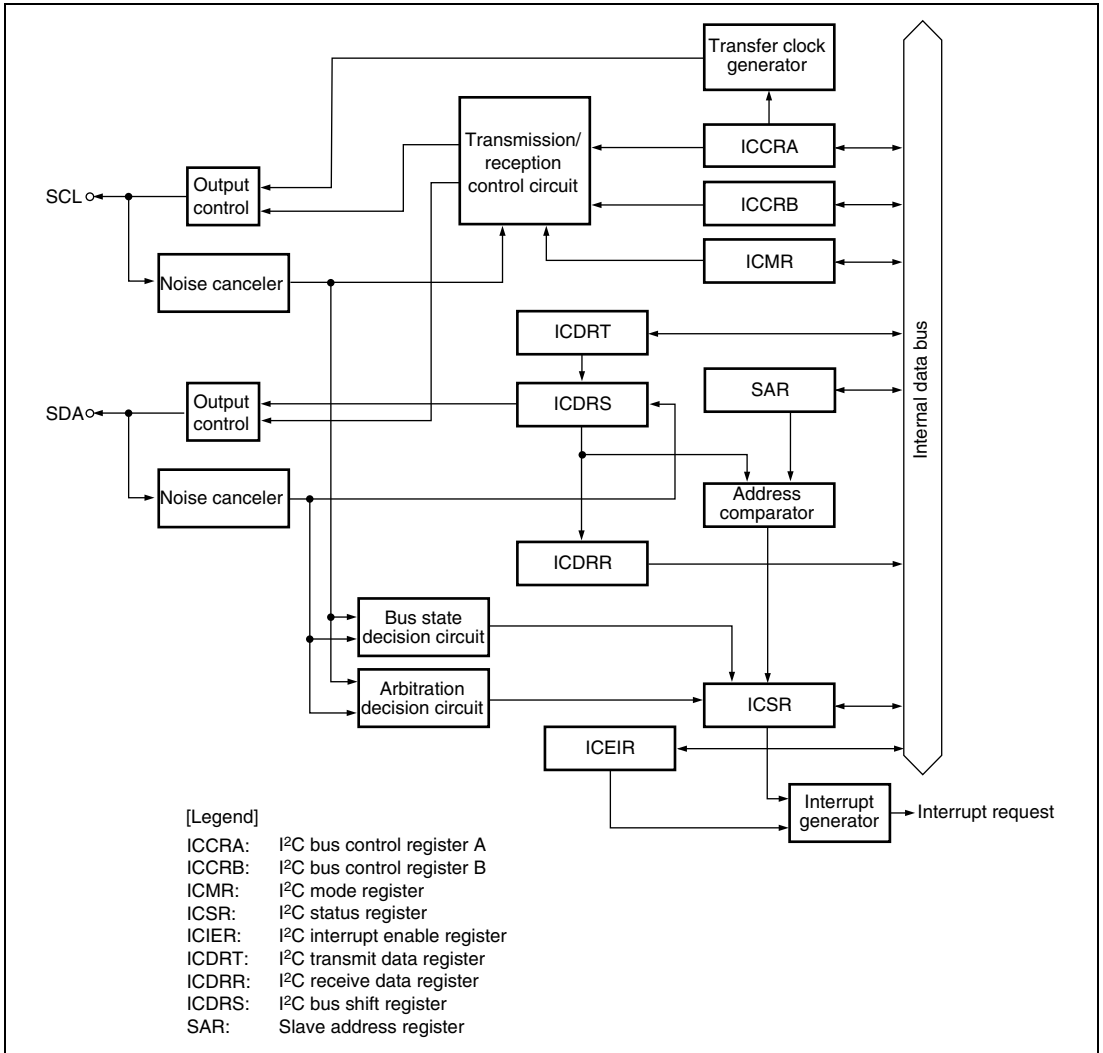 Transfer clock
generator
Transmission/
reception
control circuit
ICCRA
Output
control
SCL
ICCRB
ICMR
Noise canceler
ICDRT
Internal data bus
SAR
ICDRS
Output
control
SDA
Noise canceler
Address
comparator
ICDRR
Bus state
decision circuit
Arbitration
decision circuit
ICSR
ICEIR
Interrupt
generator
Interrupt request
[Legend]
ICCRA: I²C bus control register A
ICCRB: I²C bus control register B
ICMR: I²C mode register
ICSR: I²C status register
ICIER: I²C interrupt enable register
ICDRT: I²C transmit data register
ICDRR: I²C receive data register
ICDRS: I²C bus shift register
SAR: Slave address register